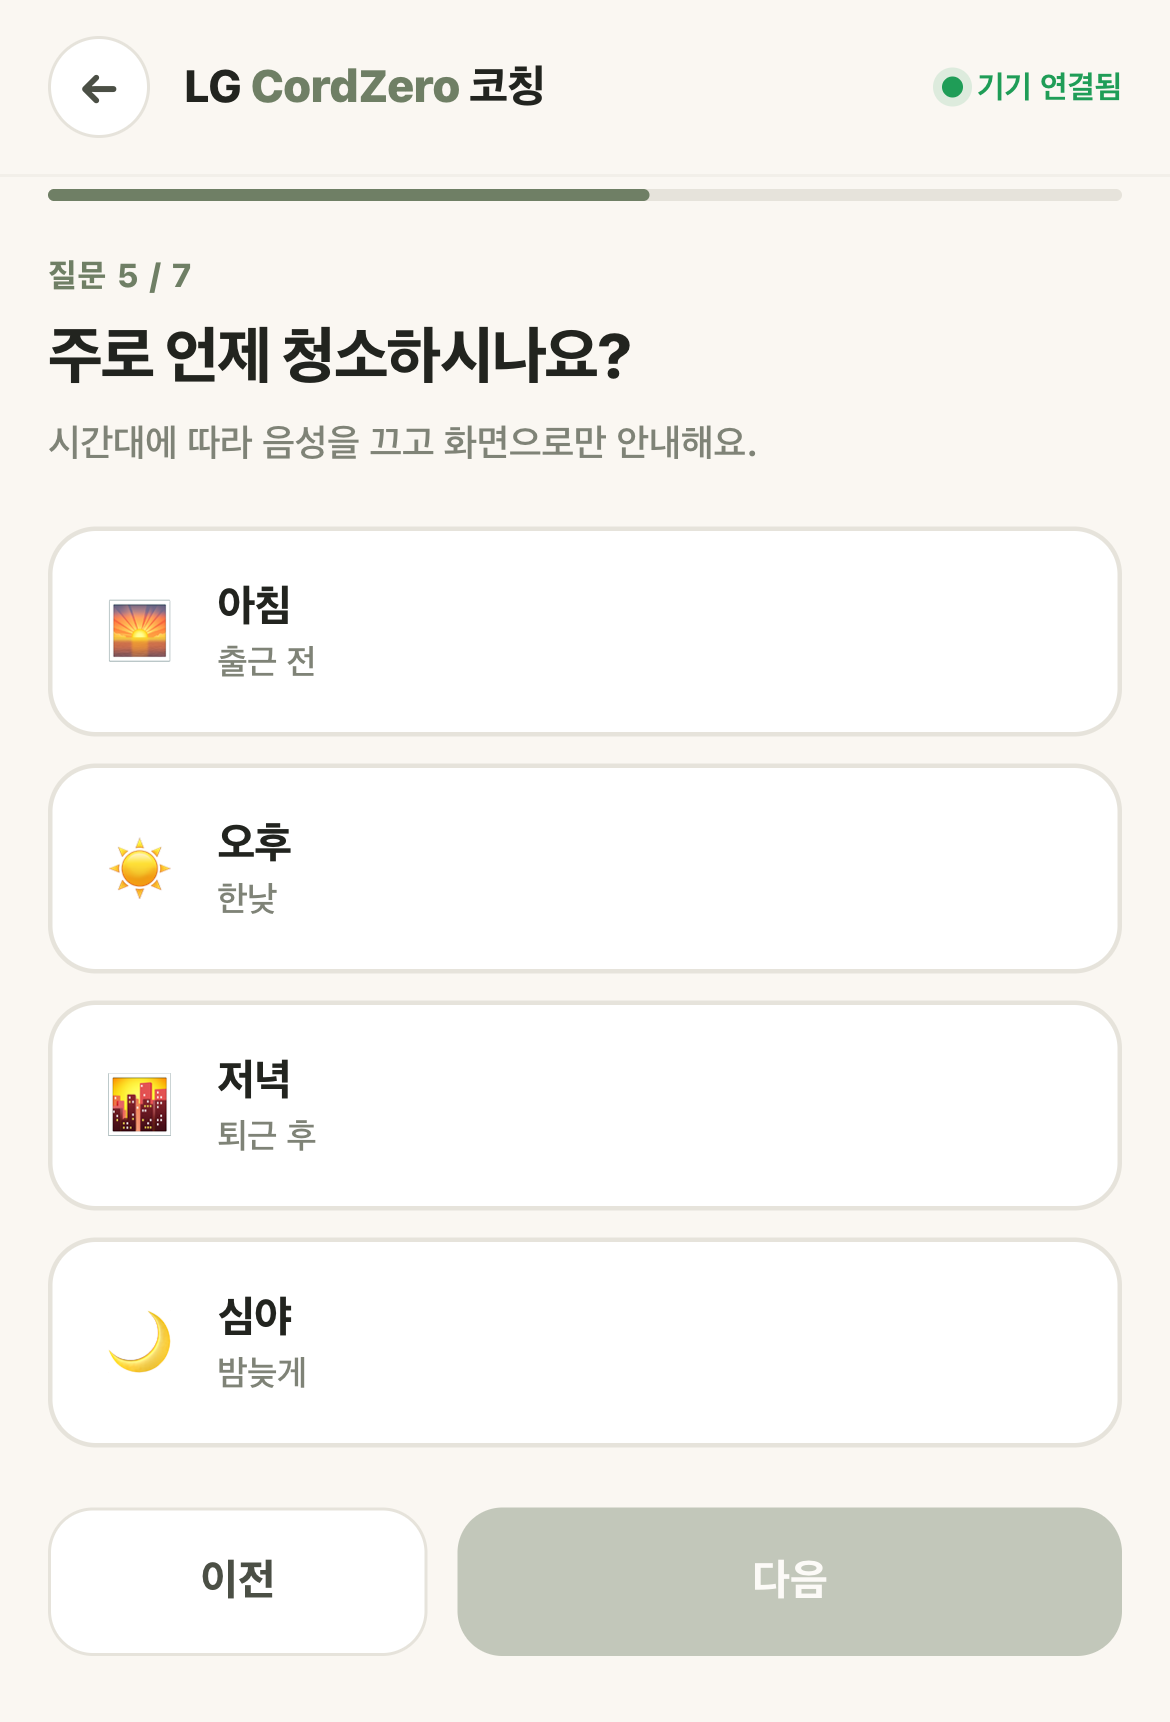 LG CordZero 코칭
기기 연결됨
질문 5 / 7
주로 언제 청소하시나요?
시간대에 따라 음성을 끄고 화면으로만 안내해요.
아침
출근 전
오후
한낮
저녁
퇴근 후
심야
밤늦게
이전
다음